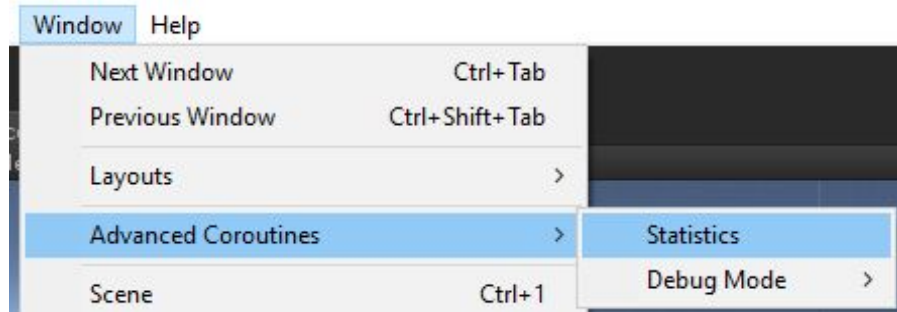 Window Help
Next Window Ctrl+Tab
Previous Window Ctrl+Shift+Tab
Layouts >
Advanced Coroutines >
Statistics
Debug Mode >
Scene Ctrl+1